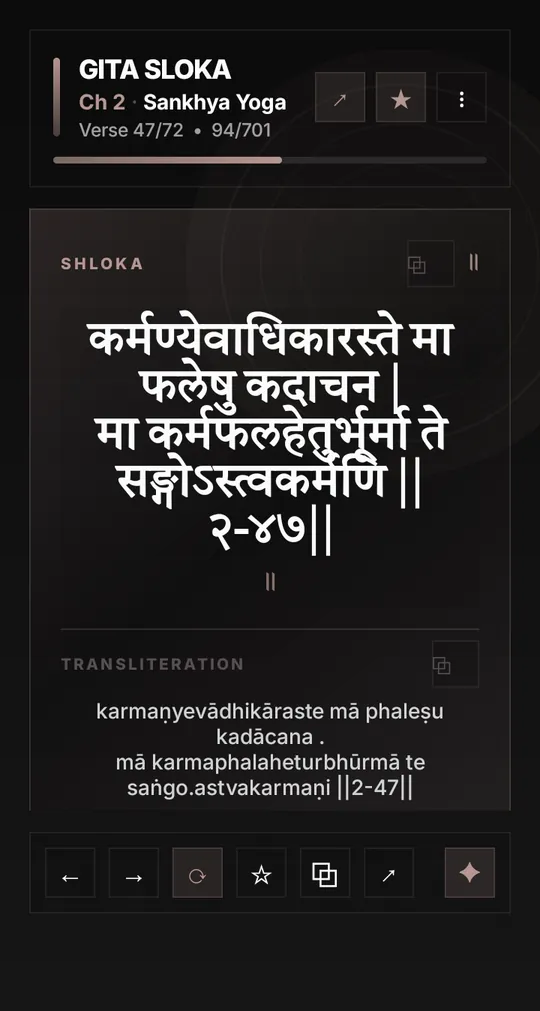 GITA SLOKA
Ch 2 · Sankhya Yoga
Verse 47/72 • 94/701
SHLOKA
॥
कर्मण्येवाधिकारस्ते मा
फलेषु कदाचन |
मा कर्मफलहेतुर्भूर्मा ते
सङ्गोऽस्त्वकर्मणि ||
२-४७||
॥
TRANSLITERATION
karmaṇyevādhikāraste mā phaleṣu
kadācana .
mā karmaphalaheturbhūrmā te
saṅgo.astvakarmaṇi ||2-47||